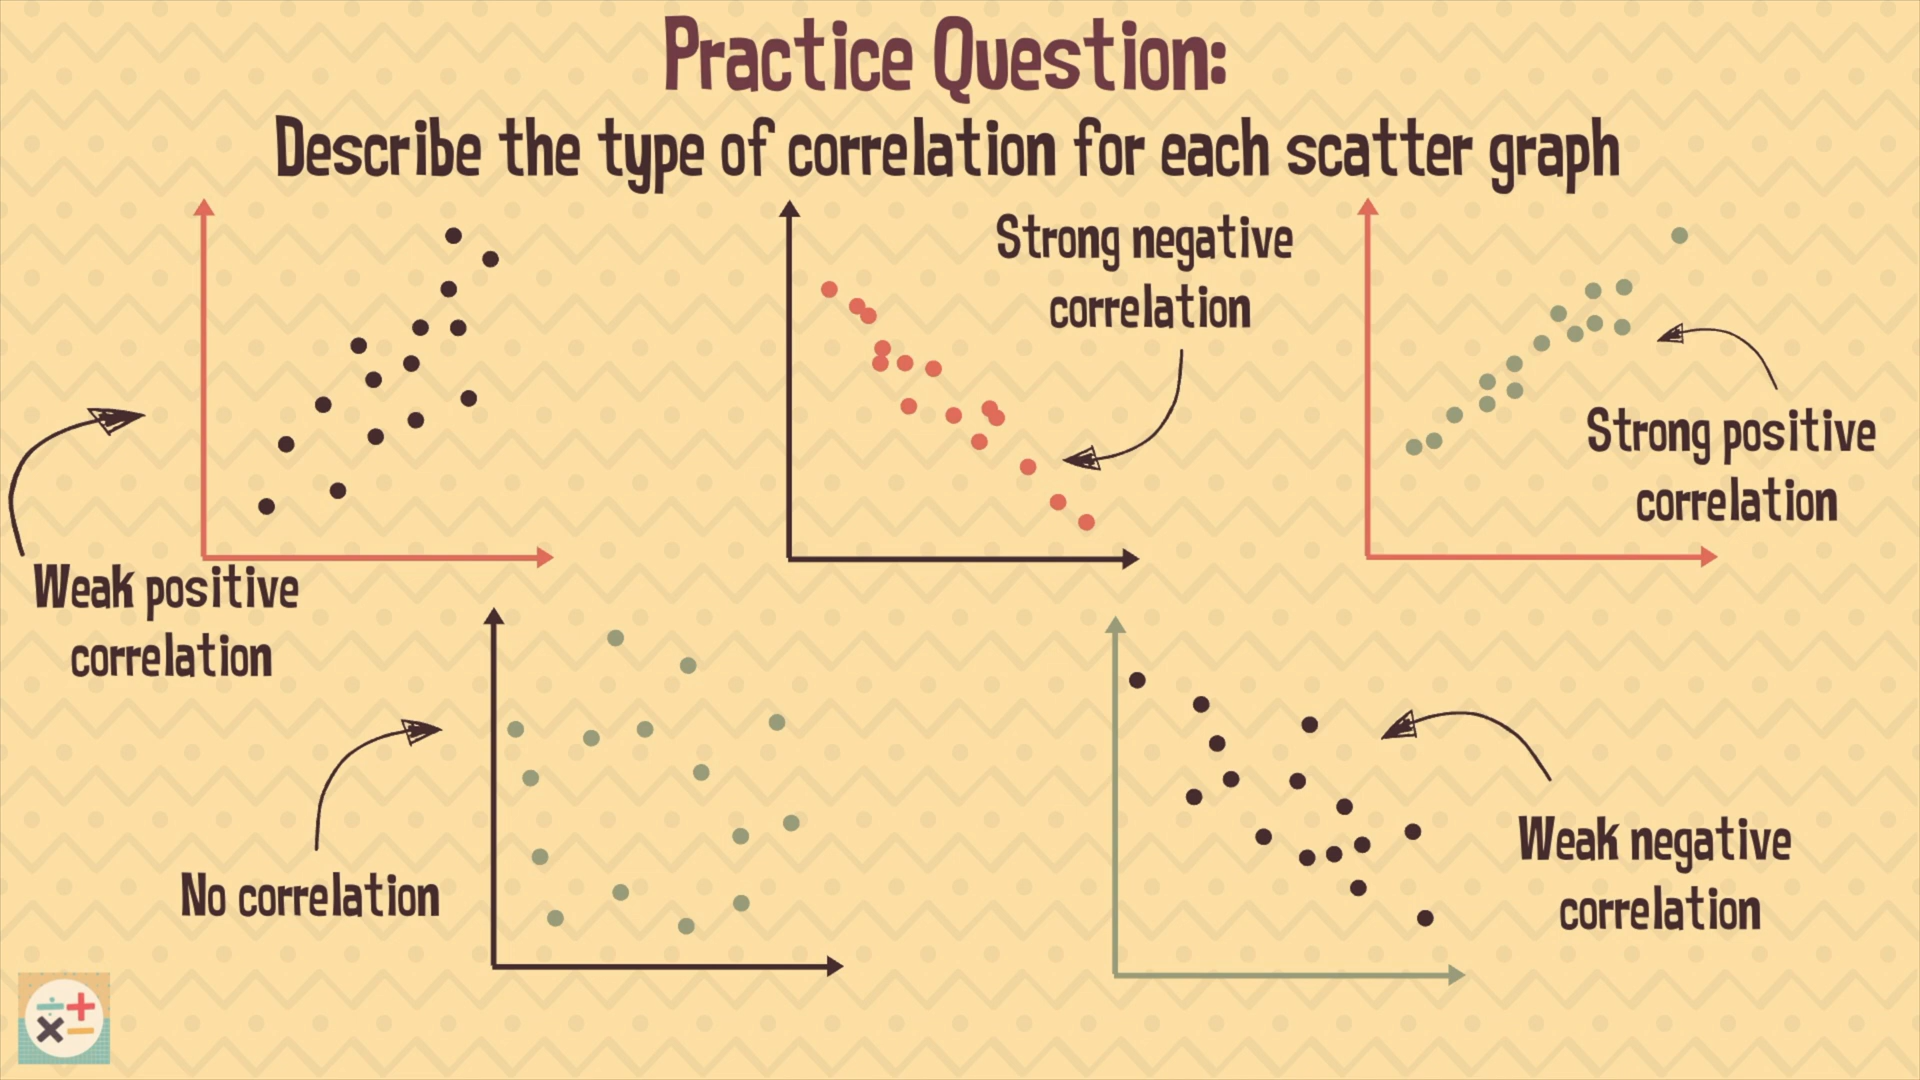 Practice Question:
Describe the type of correlation for each scatter graph
Strong negative
correlation
Strong positive
correlation
Weak positive
correlation
No correlation
Weak negative
correlation